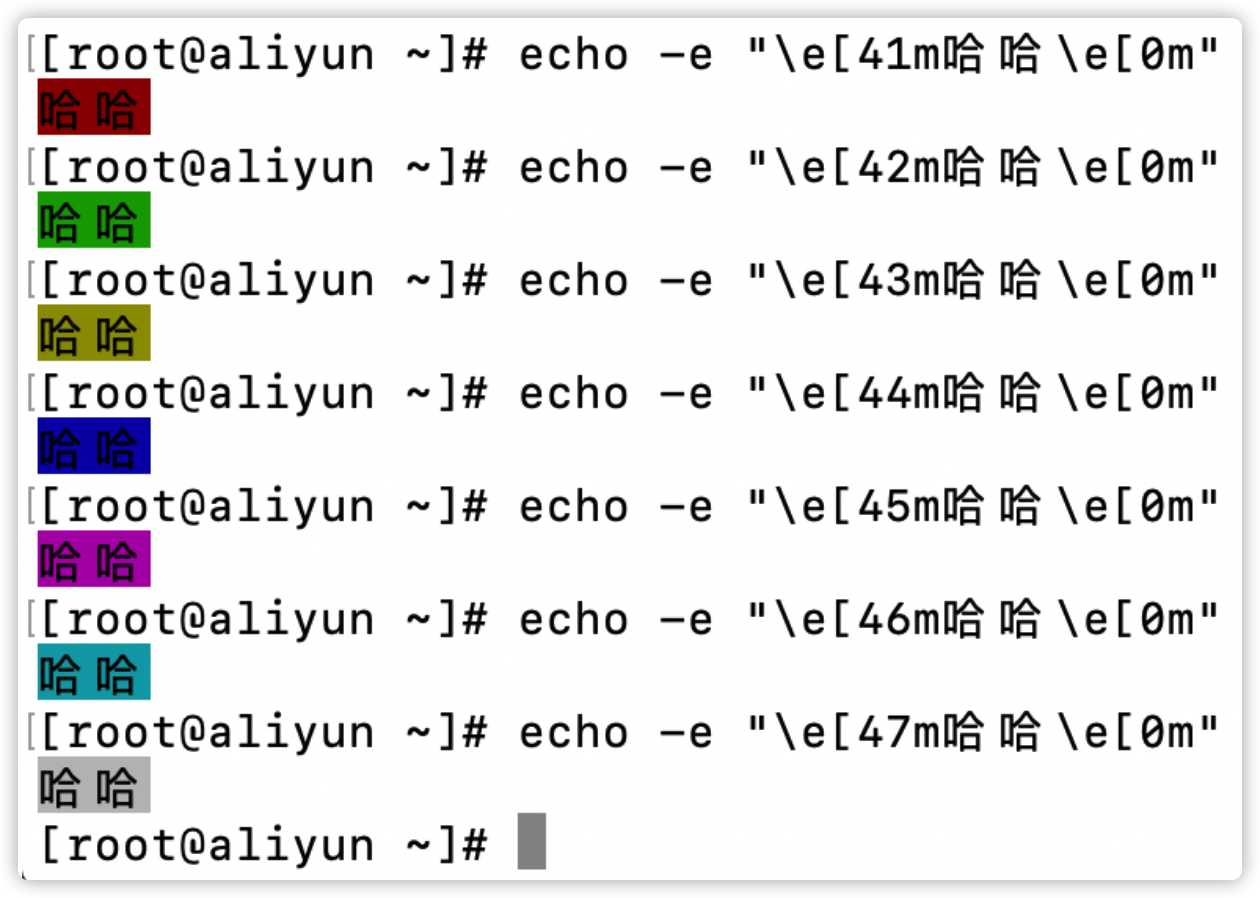 [[root@aliyun ~]# echo -e "\e[41m哈哈\e[0m"
哈哈
[[root@aliyun ~]# echo -e "\e[42m哈哈\e[0m"
哈哈
[[root@aliyun ~]# echo -e "\e[43m哈哈\e[0m"
哈哈
[[root@aliyun ~]# echo -e "\e[44m哈哈\e[0m"
哈哈
[[root@aliyun ~]# echo -e "\e[45m哈哈\e[0m"
哈哈
[[root@aliyun ~]# echo -e "\e[46m哈哈\e[0m"
哈哈
[[root@aliyun ~]# echo -e "\e[47m哈哈\e[0m"
哈哈
[root@aliyun ~]#